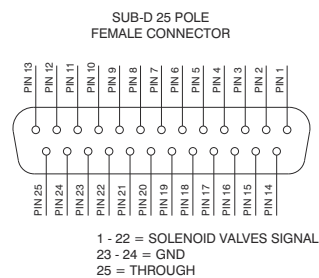 SUB-D 25 POLE
FEMALE CONNECTOR
PIN 13
PIN 12
PIN 11
PIN 10
PIN 9
PIN 8
PIN 7
PIN 6
PIN 5
PIN 4
PIN 3
PIN 2
PIN 1
PIN 25
PIN 24
PIN 23
PIN 22
PIN 21
PIN 20
PIN 19
PIN 18
PIN 17
PIN 16
PIN 15
PIN 14
1 - 22 = SOLENOID VALVES SIGNAL
23 - 24 = GND
25 = THROUGH